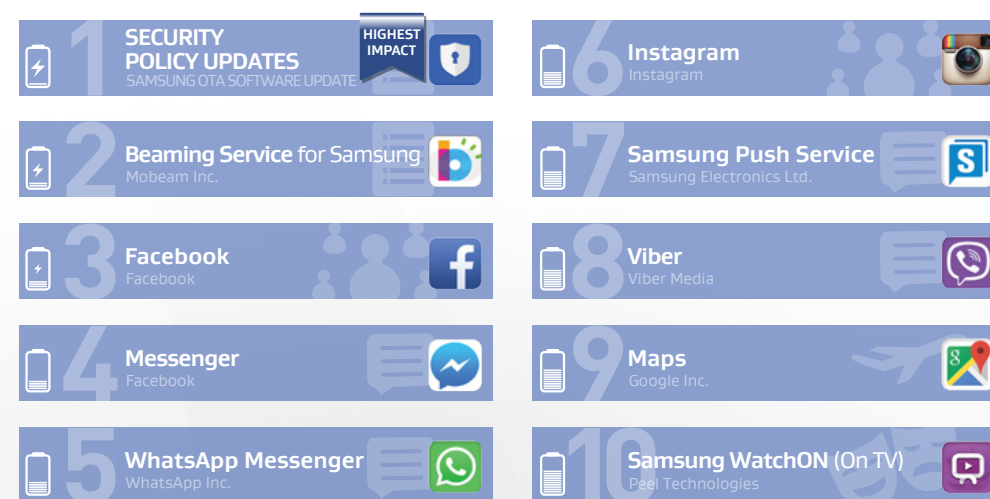 1
SECURITY
POLICY UPDATES
SAMSUNG OTA SOFTWARE UPDATE
HIGHEST
IMPACT
2
Beaming Service for Samsung
Mobeam Inc.
b
3
Facebook
Facebook
f
4
Messenger
Facebook
5
WhatsApp Messenger
WhatsApp Inc.
6
Instagram
Instagram
7
Samsung Push Service
Samsung Electronics Ltd.
S
8
Viber
Viber Media
9
Maps
Google Inc.
8
10
Samsung WatchON (On TV)
Peel Technologies